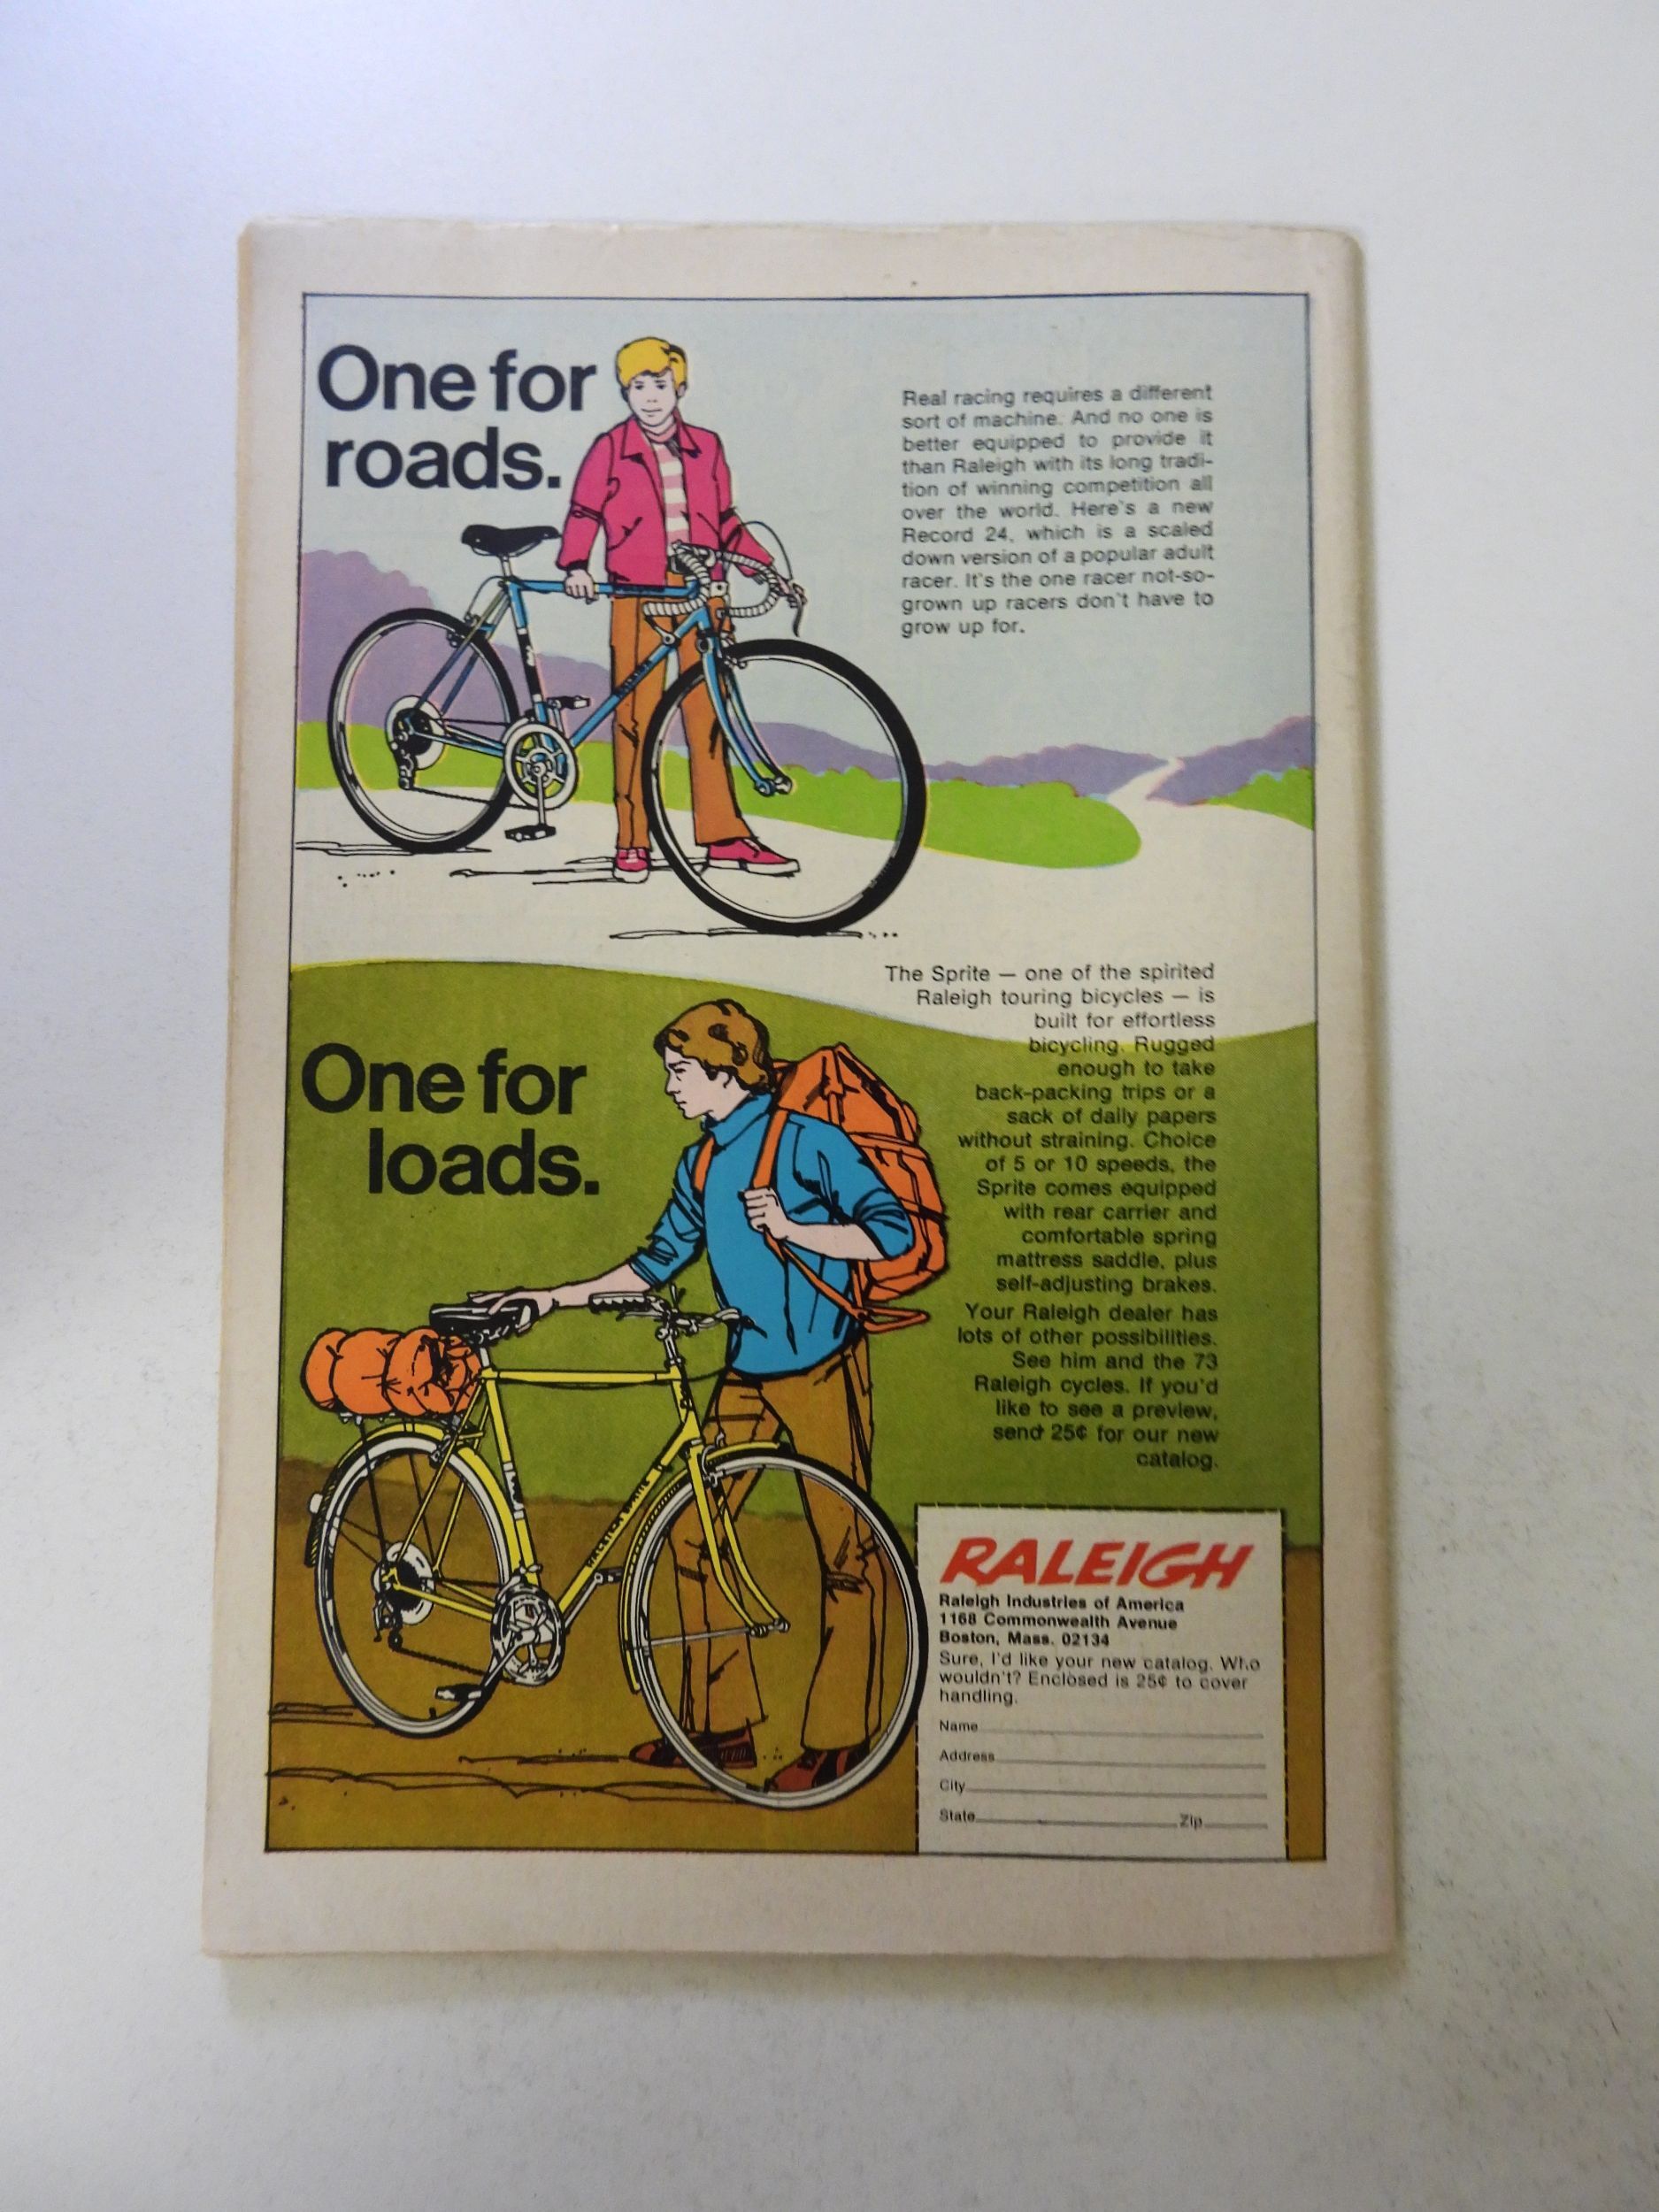 One for
roads.
Real racing requires a different
sort of machine. And no one is
better equipped to provide it
than Raleigh with its long tradi-
tion of winning competition all
over the world. Here's a new
Record 24, which is a scaled
down version of a popular adult
racer. It's the one racer not-so-
grown up racers don't have to
grow up for.
RALEIGH
One for
loads.
The Sprite — one of the spirited
Raleigh touring bicycles — is
built for effortless
bicycling. Rugged
enough to take
back-packing trips or a
sack of daily papers
without straining. Choice
of 5 or 10 speeds, the
Sprite comes equipped
with rear carrier and
comfortable spring
mattress saddle, plus
self-adjusting brakes.
Your Raleigh dealer has
lots of other possibilities.
See him and the 73
Raleigh cycles. If you'd
like to see a preview,
send 25¢ for our new
catalog.
RALEIGH SPRITE
RALEIGH
Raleigh Industries of America
1168 Commonwealth Avenue
Boston, Mass. 02134
Sure, I'd like your new catalog. Who
wouldn't? Enclosed is 25¢ to cover
handling.
Name
Address
City
State Zip